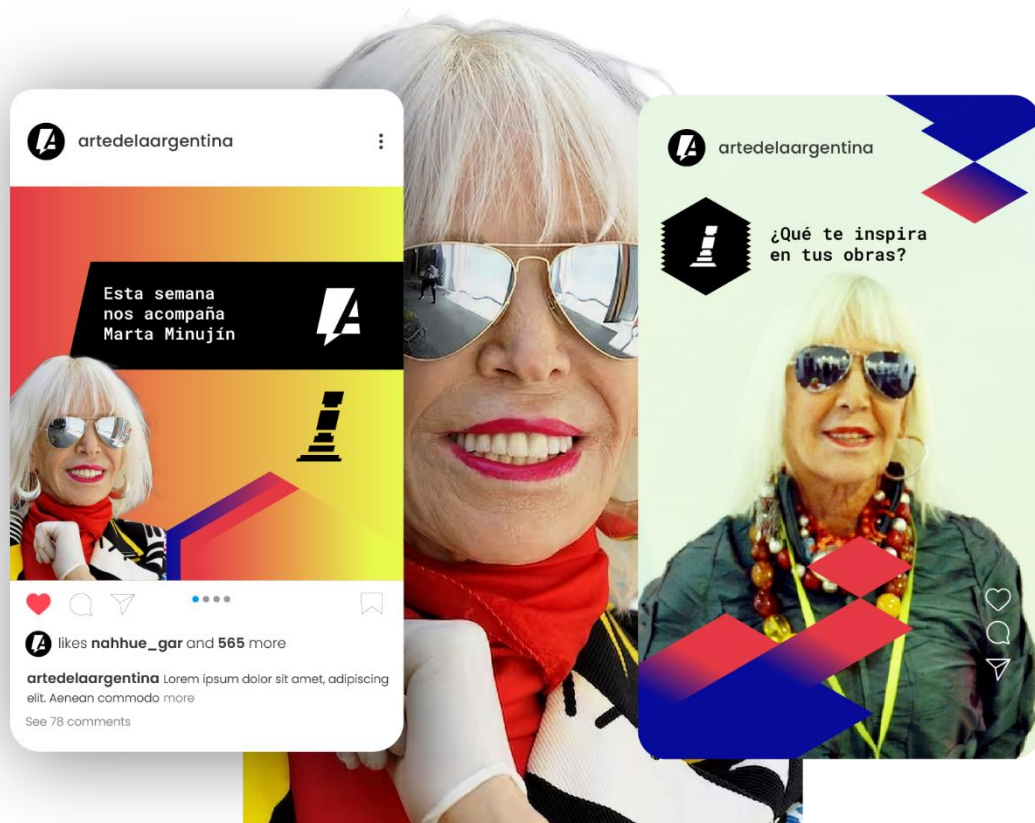 artedelaargentina
Esta semana
nos acompaña
Marta Minujín
likes nahhue_gar and 565 more
artedelaargentina Lorem ipsum dolor sit amet, adipiscing
elit. Aenean commodo more
See 78 comments
artedelaargentina
¿Qué te inspira
en tus obras?